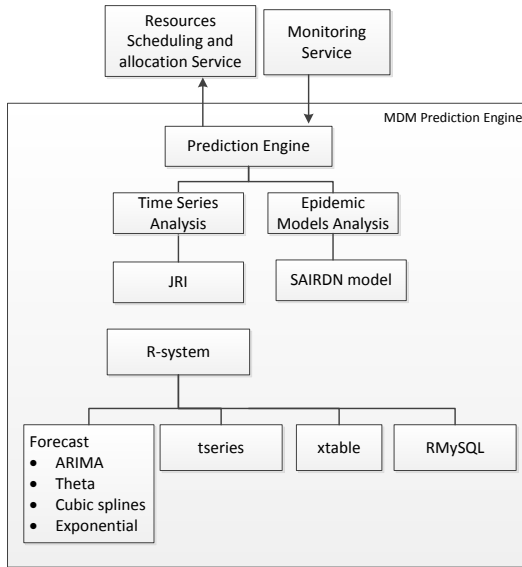 Resources
Scheduling and
allocation Service
Monitoring
Service
MDM Prediction Engine
Prediction Engine
Time Series
Analysis
Epidemic
Models Analysis
JRI
SAIRDN model
R-system
Forecast
• ARIMA
• Theta
• Cubic splines
• Exponential
tseries
xtable
RMySQL